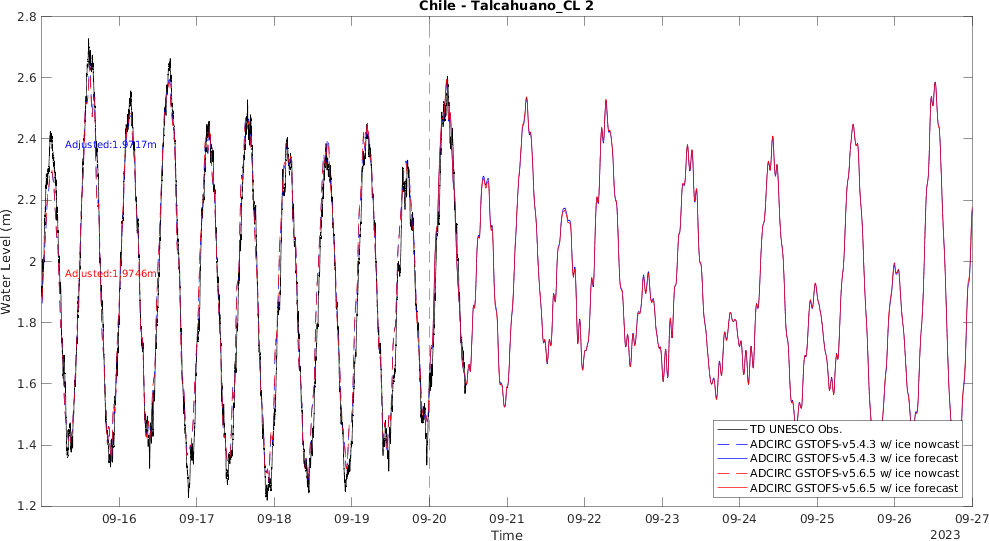 Chile - Talcahuano_CL 2
2.8
2.6
2.4
2.2
2
1.8
1.6
1.4
1.2
Water Level (m)
Adjusted:1.9717m
Adjusted:1.9746m
TD UNESCO Obs.
ADCIRC GSTOFS-v5.4.3 w/ ice nowcast
ADCIRC GSTOFS-v5.4.3 w/ ice forecast
ADCIRC GSTOFS-v5.6.5 w/ ice nowcast
ADCIRC GSTOFS-v5.6.5 w/ ice forecast
09-16 09-17 09-18 09-19 09-20 09-21 09-22 09-23 09-24 09-25 09-26 09-27
Time
2023